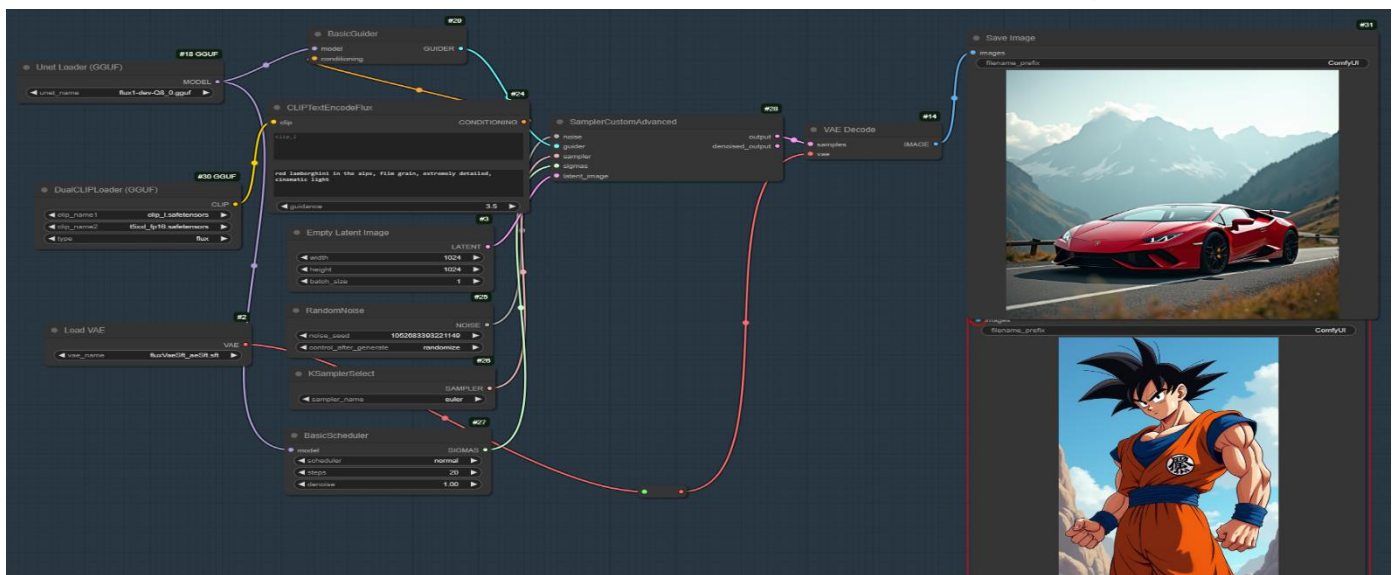 #18 GGUF
Unet Loader (GGUF)
MODEL
unet_name flux1-dev-Q8_0.gguf
#30 GGUF
DualCLIPLoader (GGUF)
CLIP
clip_name1 clip_l.safetensors
clip_name2 t5xxl_fp16.safetensors
type flux
#2
Load VAE
VAE
vae_name fluxVaeSft_aeSft.sft
#29
BasicGuider
model GUIDER
conditioning
#24
CLIPTextEncodeFlux
clip CONDITIONING
clip_l
red lamborghini in the alps, film grain, extremely detailed,
cinematic light
guidance 3.5
#3
Empty Latent Image
LATENT
width 1024
height 1024
batch_size 1
#25
RandomNoise
NOISE
noise_seed 1052683393221149
control_after_generate randomize
#26
KSamplerSelect
SAMPLER
sampler_name euler
#27
BasicScheduler
model SIGMAS
scheduler normal
steps 20
denoise 1.00
#28
SamplerCustomAdvanced
noise output
guider denoised_output
sampler
sigmas
latent_image
#14
VAE Decode
samples IMAGE
vae
#31
Save Image
images
filename_prefix ComfyUI
images
filename_prefix ComfyUI